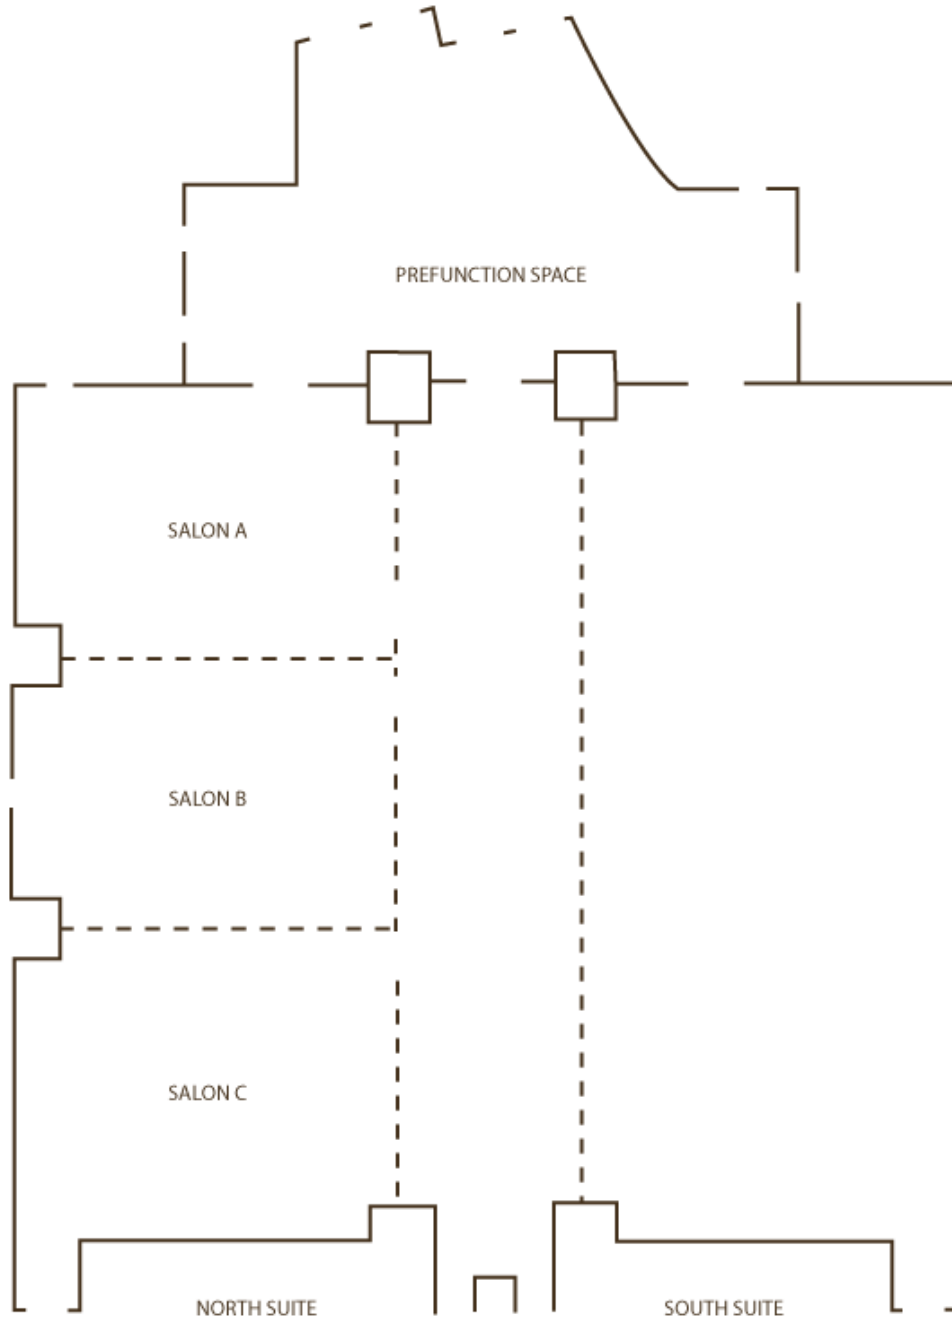 PREFUNCTION SPACE
SALON A
SALON B
SALON C
NORTH SUITE
SOUTH SUITE